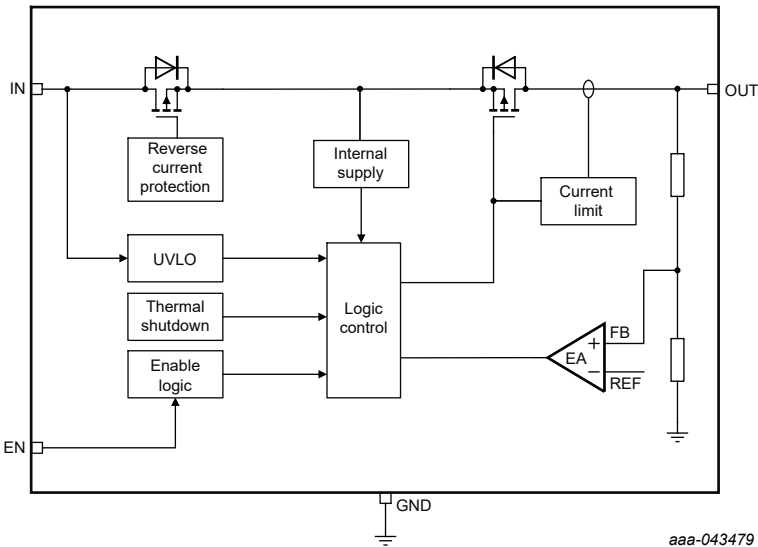 IN
OUT
Reverse
current
protection
Internal
supply
Current
limit
UVLO
Thermal
shutdown
Logic
control
Enable
logic
FB
+
EA
−
REF
EN
GND
aaa-043479